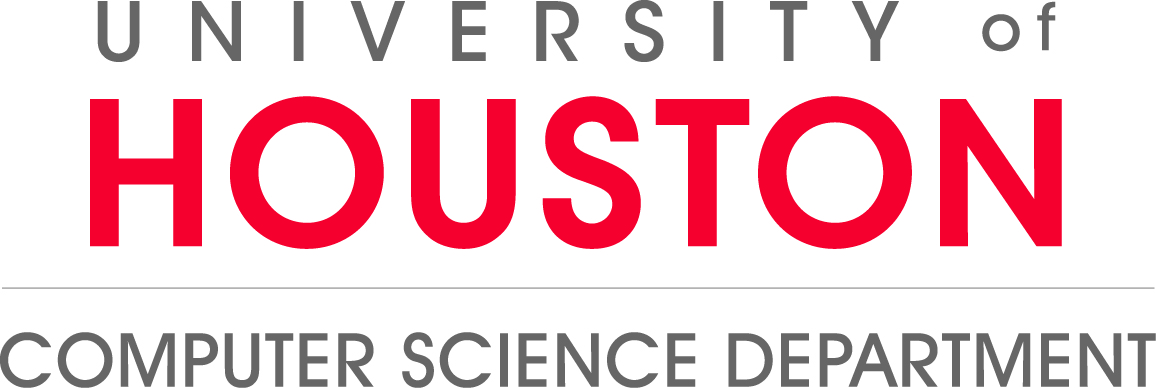 UNIVERSITY of
HOUSTON
COMPUTER SCIENCE DEPARTMENT